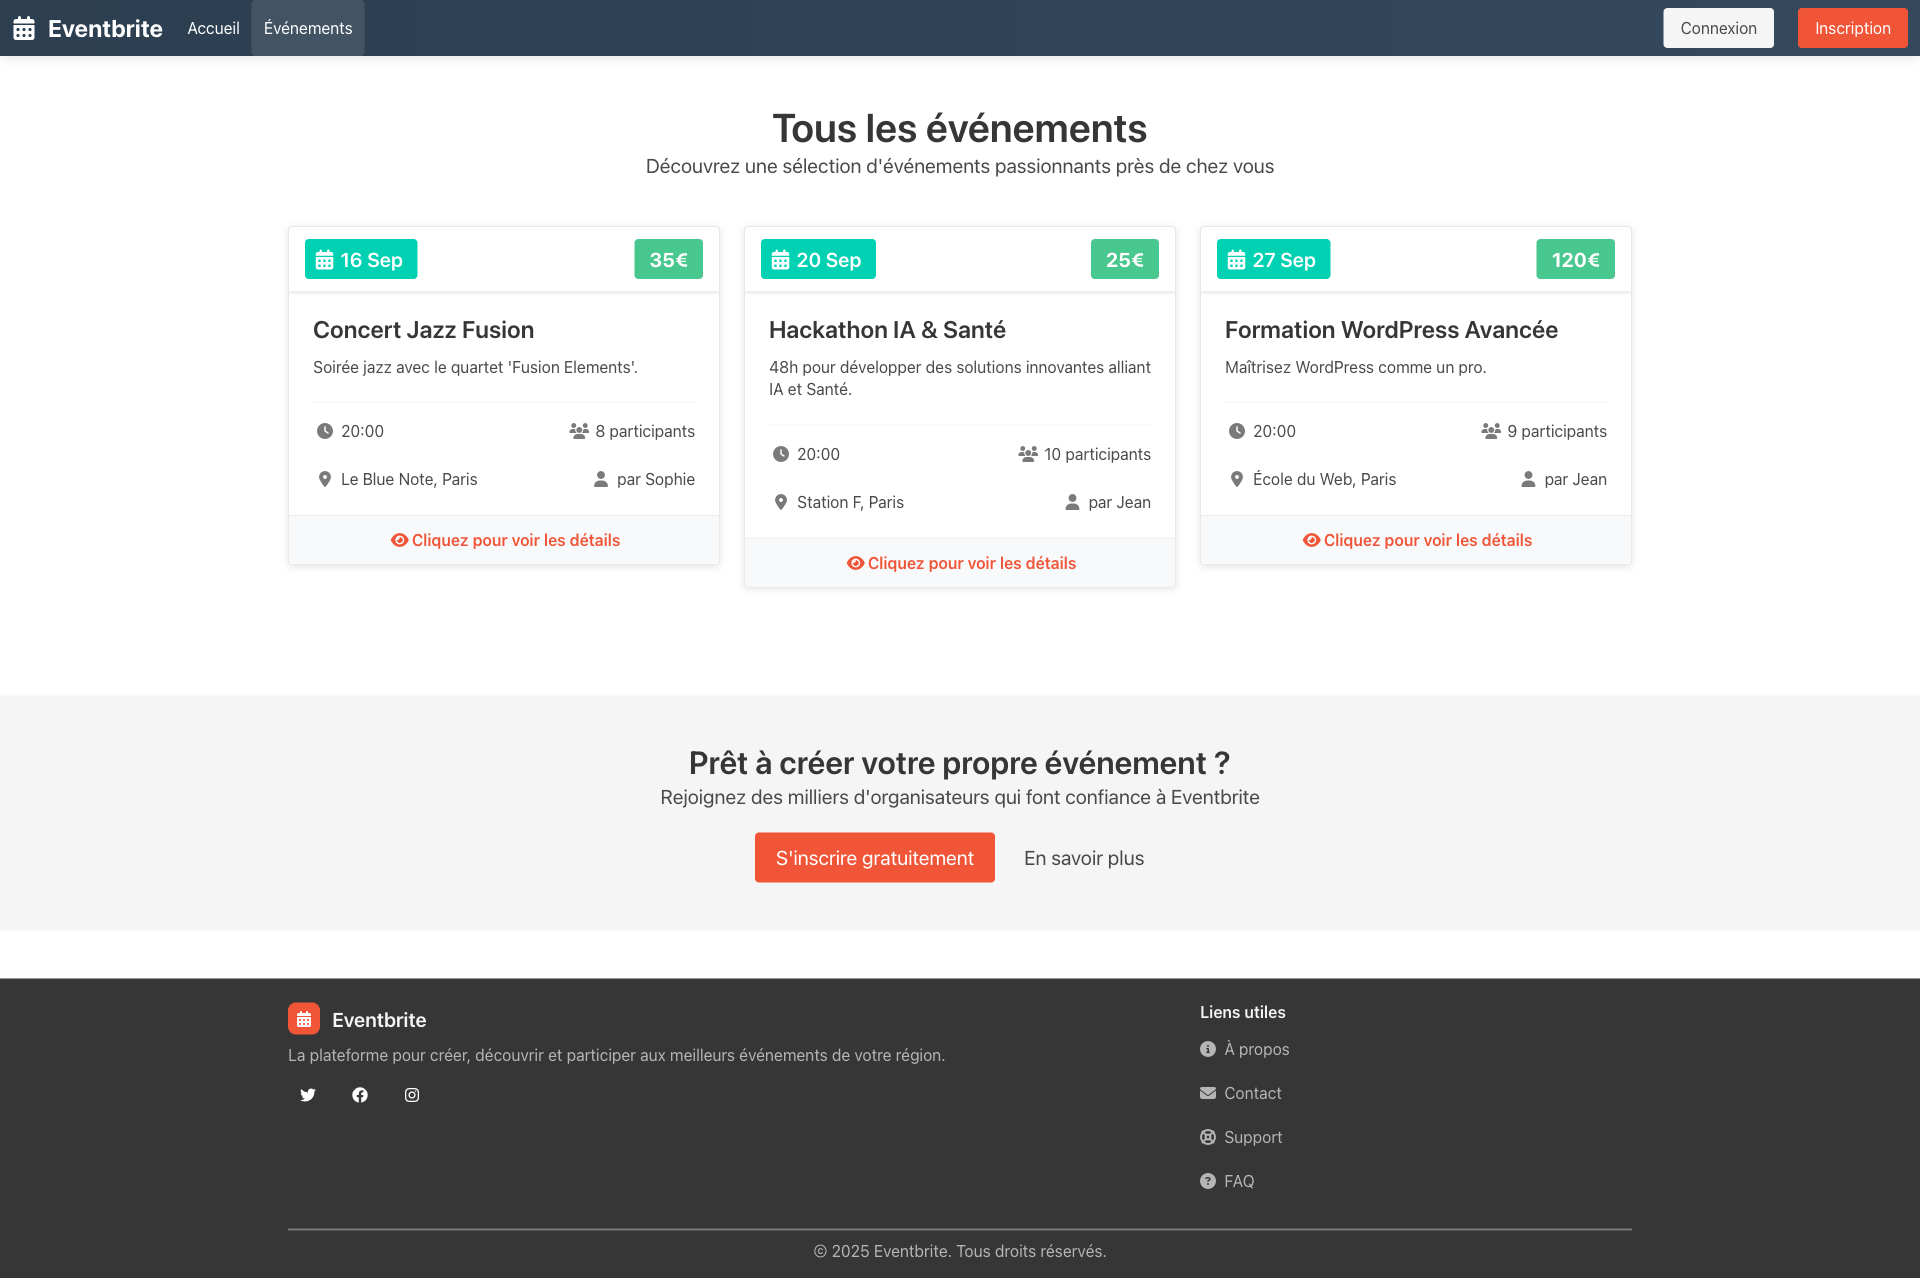 Eventbrite
Accueil
Événements
Connexion
Inscription
Tous les événements
Découvrez une sélection d'événements passionnants près de chez vous
16 Sep
35€
Concert Jazz Fusion
Soirée jazz avec le quartet 'Fusion Elements'.
20:00
8 participants
Le Blue Note, Paris
par Sophie
Cliquez pour voir les détails
20 Sep
25€
Hackathon IA & Santé
48h pour développer des solutions innovantes alliant
IA et Santé.
20:00
10 participants
Station F, Paris
par Jean
Cliquez pour voir les détails
27 Sep
120€
Formation WordPress Avancée
Maîtrisez WordPress comme un pro.
20:00
9 participants
École du Web, Paris
par Jean
Cliquez pour voir les détails
Prêt à créer votre propre événement ?
Rejoignez des milliers d'organisateurs qui font confiance à Eventbrite
S'inscrire gratuitement
En savoir plus
Eventbrite
La plateforme pour créer, découvrir et participer aux meilleurs événements de votre région.
Liens utiles
À propos
Contact
Support
FAQ
© 2025 Eventbrite. Tous droits réservés.